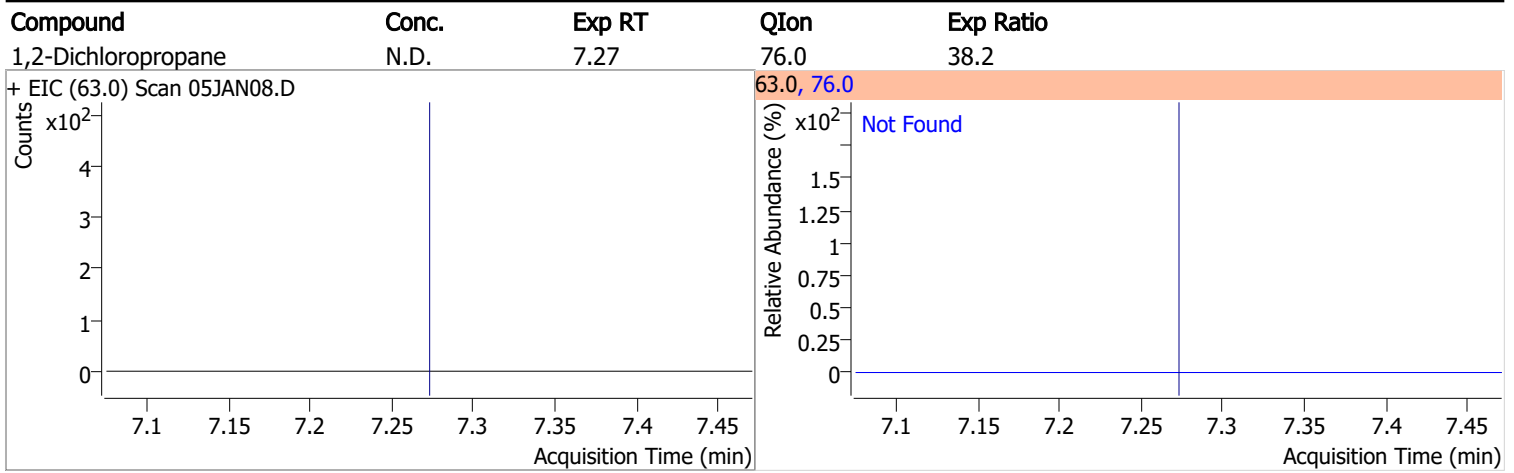 Compound Conc. Exp RT QIon Exp Ratio
1,2-Dichloropropane N.D. 7.27 76.0 38.2
+ EIC (63.0) Scan 05JAN08.D
Counts
x10²
4
3
2
1
0
7.1 7.15 7.2 7.25 7.3 7.35 7.4 7.45
Acquisition Time (min)
63.0, 76.0
Relative Abundance (%)
x10²
Not Found
1.5
1.25
1
0.75
0.5
0.25
0
7.1 7.15 7.2 7.25 7.3 7.35 7.4 7.45
Acquisition Time (min)